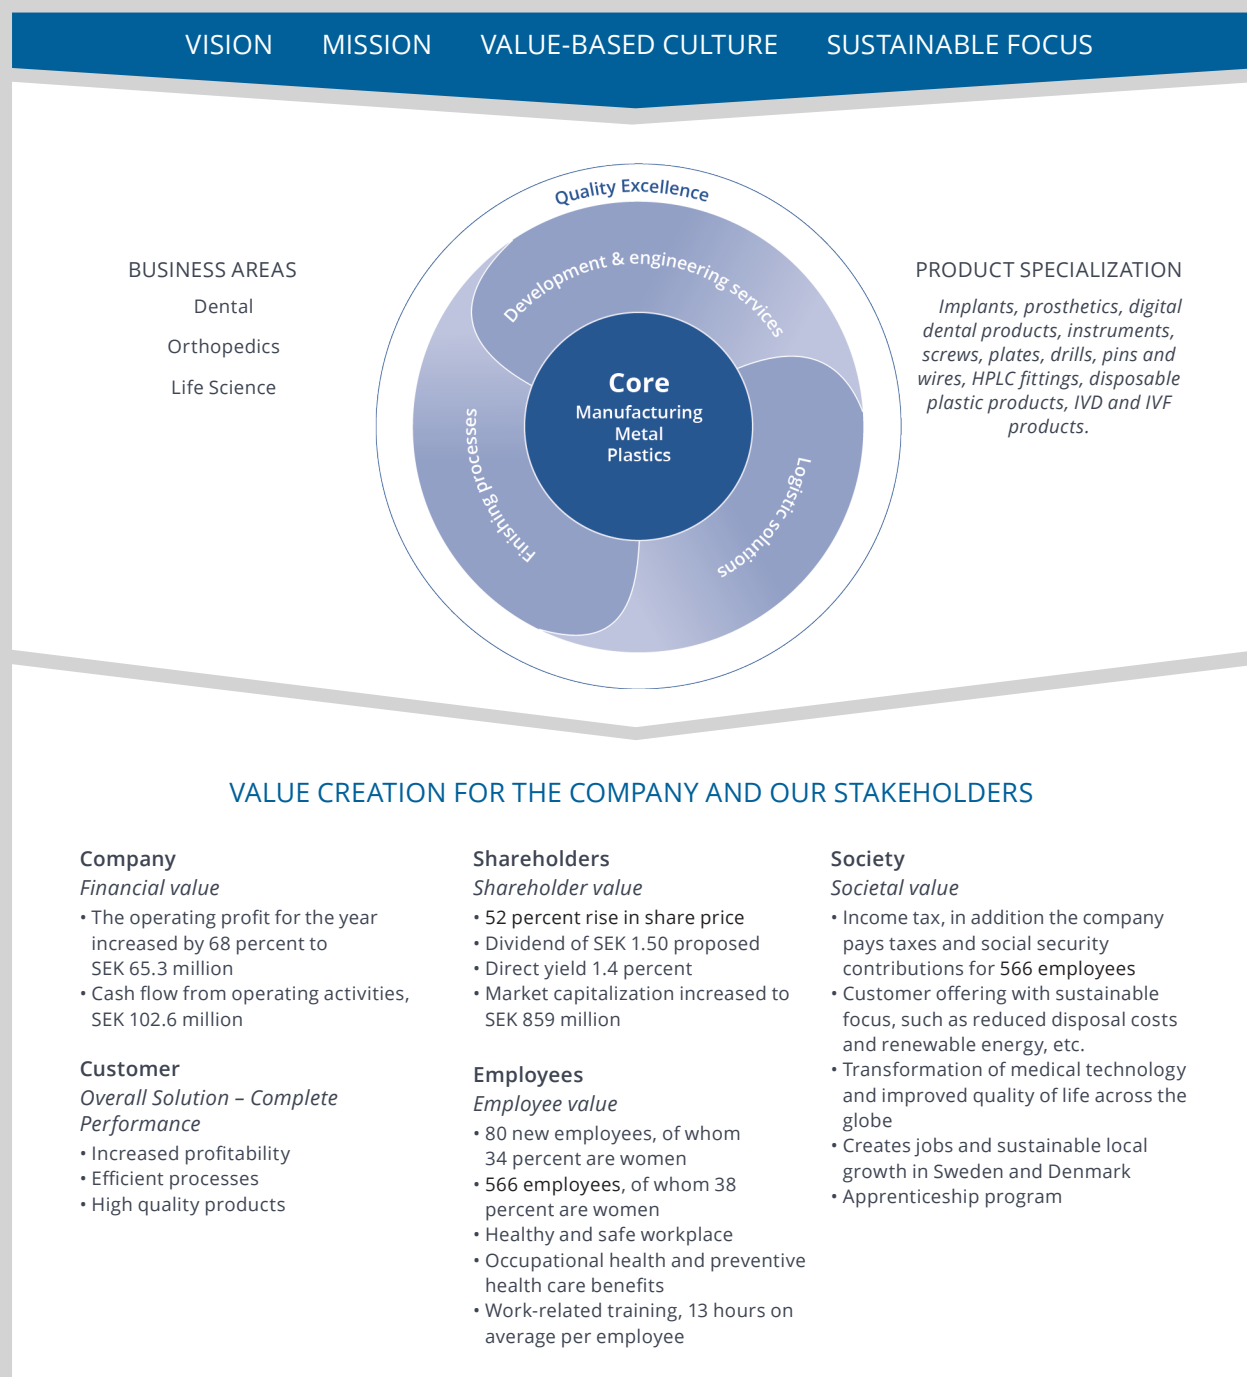 VISION MISSION VALUE-BASED CULTURE SUSTAINABLE FOCUS
Quality Excellence
Development & engineering services
Finishing processes
Logistic solutions
Core
Manufacturing
Metal
Plastics
BUSINESS AREAS
Dental
Orthopedics
Life Science
PRODUCT SPECIALIZATION
Implants, prosthetics, digital
dental products, instruments,
screws, plates, drills, pins and
wires, HPLC fittings, disposable
plastic products, IVD and IVF
products.
VALUE CREATION FOR THE COMPANY AND OUR STAKEHOLDERS
Company
Financial value
• The operating profit for the year
increased by 68 percent to
SEK 65.3 million
• Cash flow from operating activities,
SEK 102.6 million
Customer
Overall Solution – Complete
Performance
• Increased profitability
• Efficient processes
• High quality products
Shareholders
Shareholder value
• 52 percent rise in share price
• Dividend of SEK 1.50 proposed
• Direct yield 1.4 percent
• Market capitalization increased to
SEK 859 million
Employees
Employee value
• 80 new employees, of whom
34 percent are women
• 566 employees, of whom 38
percent are women
• Healthy and safe workplace
• Occupational health and preventive
health care benefits
• Work-related training, 13 hours on
average per employee
Society
Societal value
• Income tax, in addition the company
pays taxes and social security
contributions for 566 employees
• Customer offering with sustainable
focus, such as reduced disposal costs
and renewable energy, etc.
• Transformation of medical technology
and improved quality of life across the
globe
• Creates jobs and sustainable local
growth in Sweden and Denmark
• Apprenticeship program